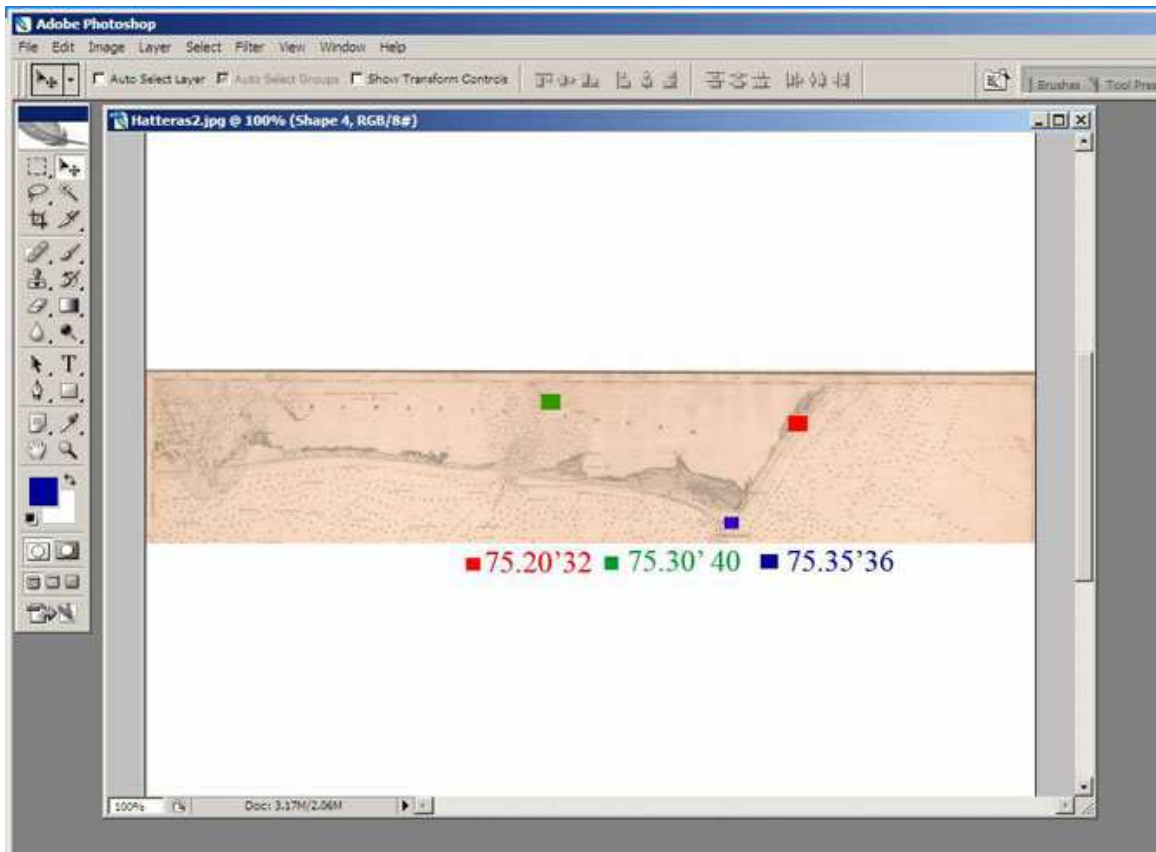 Adobe Photoshop
File Edit Image Layer Select Filter View Window Help
Auto Select Layer Auto Select Groups Show Transform Controls Brushes Tool Pres
Hatteras2.jpg @ 100% (Shape 4, RGB/8#)
T
75.20'32 75.30' 40 75.35'36
100% Doc: 3.17M/2.06M